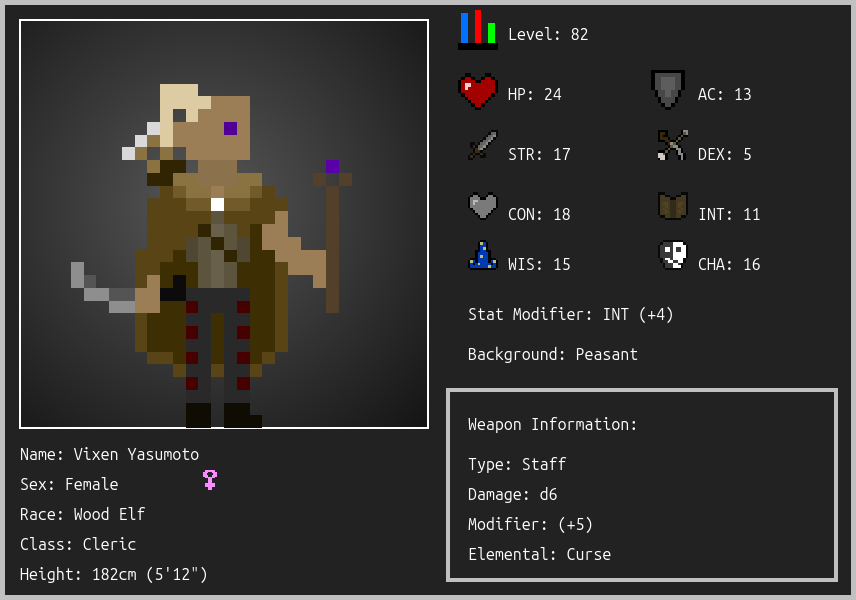 Level: 82
HP: 24
AC: 13
STR: 17
DEX: 5
CON: 18
INT: 11
WIS: 15
CHA: 16
Stat Modifier: INT (+4)
Background: Peasant
Weapon Information:
Type: Staff
Damage: d6
Modifier: (+5)
Elemental: Curse
Name: Vixen Yasumoto
Sex: Female
Race: Wood Elf
Class: Cleric
Height: 182cm (5'12")